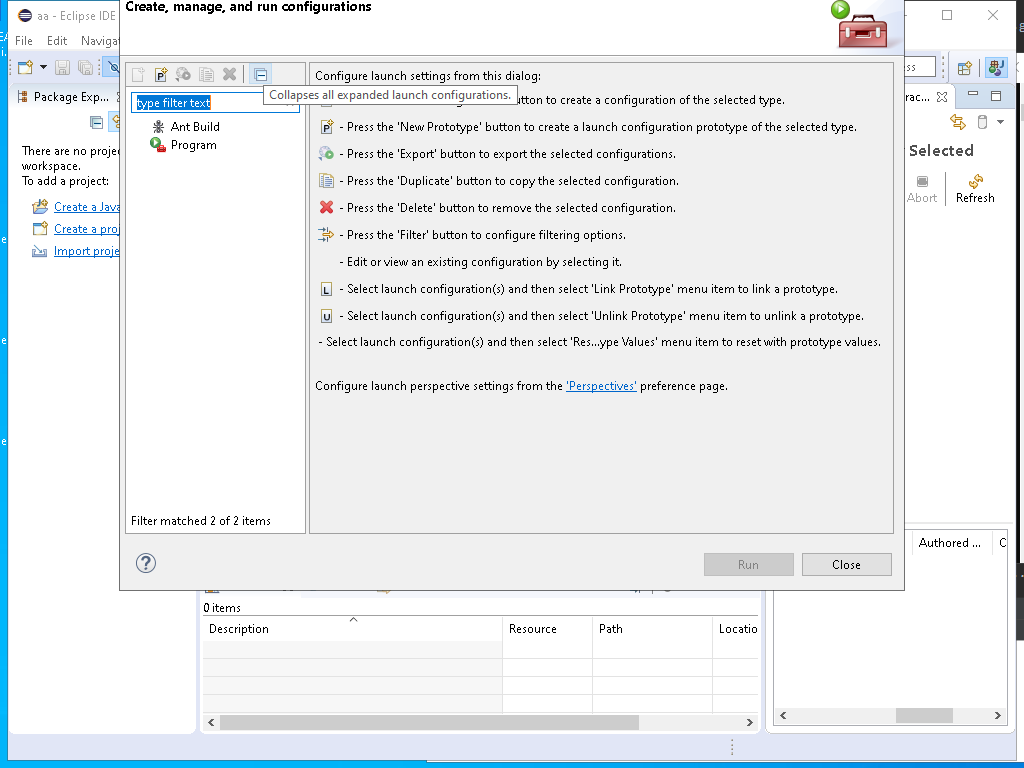 Create, manage, and run configurations
aa - Eclipse IDE
File Edit Navigat
Package Exp...
There are no proje
workspace.
To add a project:
Create a Java
Create a proj
Import proje
type filter text
Ant Build
Program
Filter matched 2 of 2 items
Configure launch settings from this dialog:
Collapses all expanded launch configurations.
button to create a configuration of the selected type.
- Press the 'New Prototype' button to create a launch configuration prototype of the selected type.
- Press the 'Export' button to export the selected configurations.
- Press the 'Duplicate' button to copy the selected configuration.
- Press the 'Delete' button to remove the selected configuration.
- Press the 'Filter' button to configure filtering options.
- Edit or view an existing configuration by selecting it.
- Select launch configuration(s) and then select 'Link Prototype' menu item to link a prototype.
- Select launch configuration(s) and then select 'Unlink Prototype' menu item to unlink a prototype.
- Select launch configuration(s) and then select 'Res...ype Values' menu item to reset with prototype values.
Configure launch perspective settings from the 'Perspectives' preference page.
Run Close
ss
rac...
Selected
Abort Refresh
Authored ... C
0 items
Description Resource Path Locatio